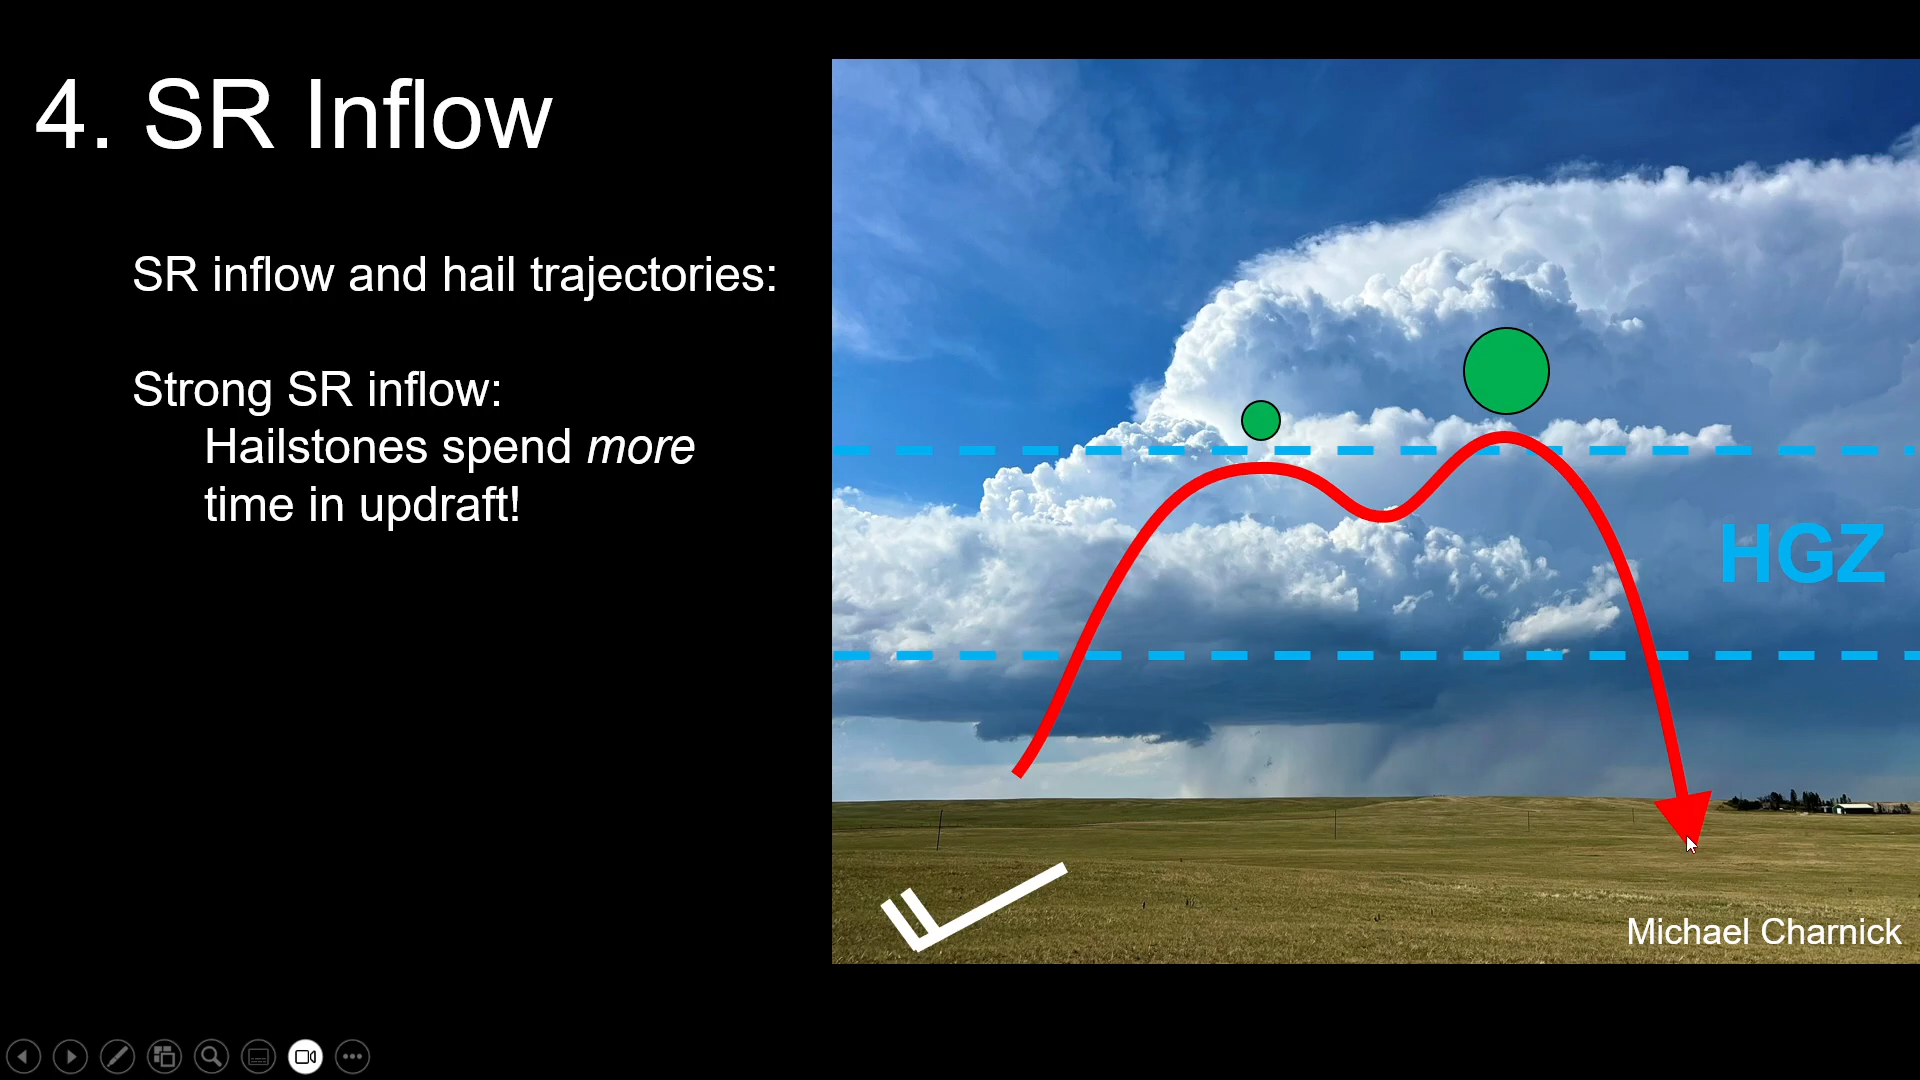 4. SR Inflow
SR inflow and hail trajectories:
Strong SR inflow:
Hailstones spend more
time in updraft!
HGZ
Michael Charnick